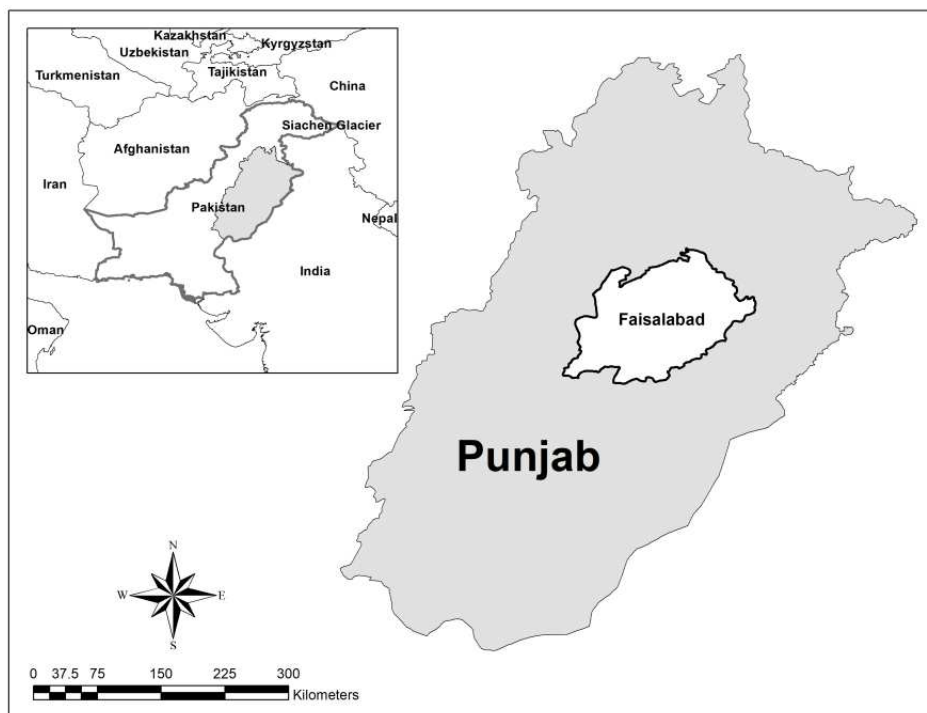 Kazakhstan
Uzbekistan
Kyrgyzstan
Turkmenistan
Tajikistan
China
Siachen Glacier
Afghanistan
Iran
Pakistan
Nepal
India
Oman
Faisalabad
Punjab
N
W E
S
0 37.5 75 150 225 300
Kilometers